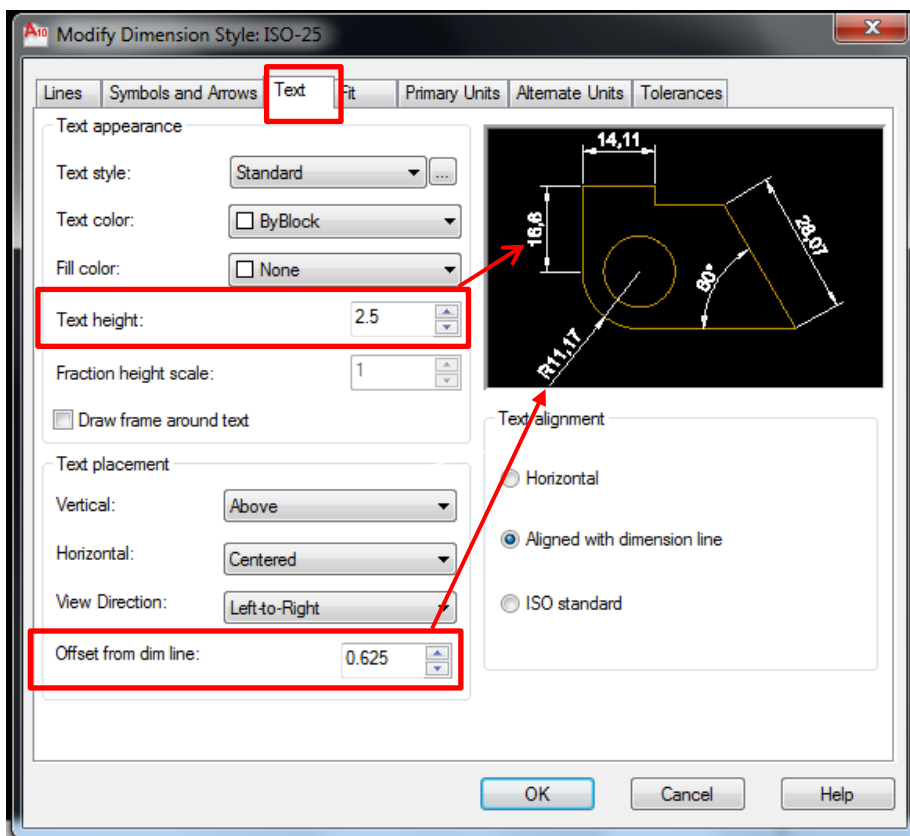 A10 Modify Dimension Style: ISO-25
Lines Symbols and Arrows Text Fit Primary Units Alternate Units Tolerances
Text appearance
Text style: Standard ...
Text color: ByBlock
Fill color: None
Text height: 2.5
Fraction height scale: 1
Draw frame around text
Text placement
Vertical: Above
Horizontal: Centered
View Direction: Left-to-Right
Offset from dim line: 0.625
14,11
16,6
28,07
60°
R11,17
Text alignment
Horizontal
Aligned with dimension line
ISO standard
OK Cancel Help